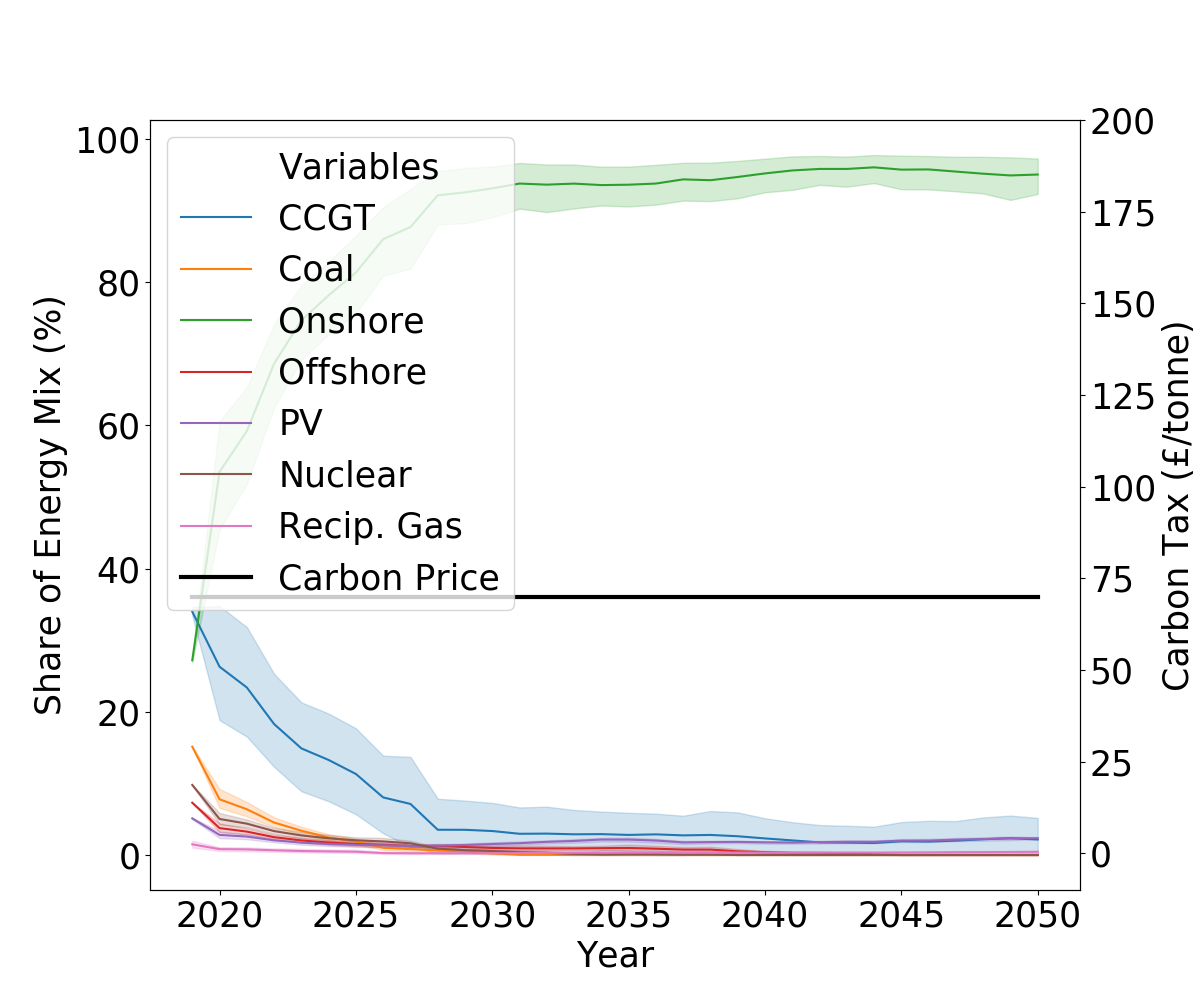 Share of Energy Mix (%)
100
80
60
40
20
0
Variables
CCGT
Coal
Onshore
Offshore
PV
Nuclear
Recip. Gas
Carbon Price
200
175
150
125
100
75
50
25
0
Carbon Tax (£/tonne)
2020 2025 2030 2035 2040 2045 2050
Year